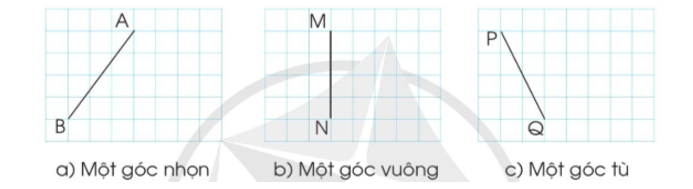 A M P
B N Q
a) Một góc nhọn b) Một góc vuông c) Một góc tù